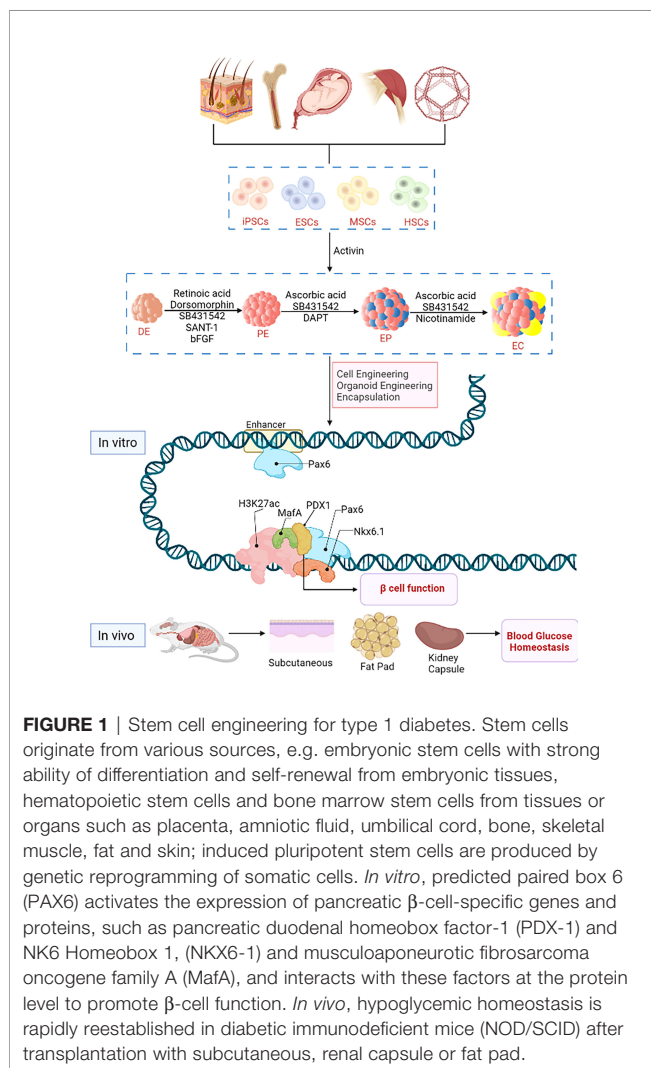 iPSCs ESCs MSCs HSCs
Activin
Retinoic acid
Dorsomorphin
SB431542
SANT-1
bFGF
Ascorbic acid
SB431542
DAPT
Ascorbic acid
SB431542
Nicotinamide
DE PE EP EC
Cell Engineering
Organoid Engineering
Encapsulation
In vitro
Enhancer
Pax6
H3K27ac
MafA
PDX1
Pax6
Nkx6.1
β cell function
In vivo
Subcutaneous
Fat Pad
Kidney
Capsule
Blood Glucose
Homeostasis
FIGURE 1 | Stem cell engineering for type 1 diabetes. Stem cells
originate from various sources, e.g. embryonic stem cells with strong
ability of differentiation and self-renewal from embryonic tissues,
hematopoietic stem cells and bone marrow stem cells from tissues or
organs such as placenta, amniotic fluid, umbilical cord, bone, skeletal
muscle, fat and skin; induced pluripotent stem cells are produced by
genetic reprogramming of somatic cells. In vitro, predicted paired box 6
(PAX6) activates the expression of pancreatic β-cell-specific genes and
proteins, such as pancreatic duodenal homeobox factor-1 (PDX-1) and
NK6 Homeobox 1, (NKX6-1) and musculoaponeurotic fibrosarcoma
oncogene family A (MafA), and interacts with these factors at the protein
level to promote β-cell function. In vivo, hypoglycemic homeostasis is
rapidly reestablished in diabetic immunodeficient mice (NOD/SCID) after
transplantation with subcutaneous, renal capsule or fat pad.